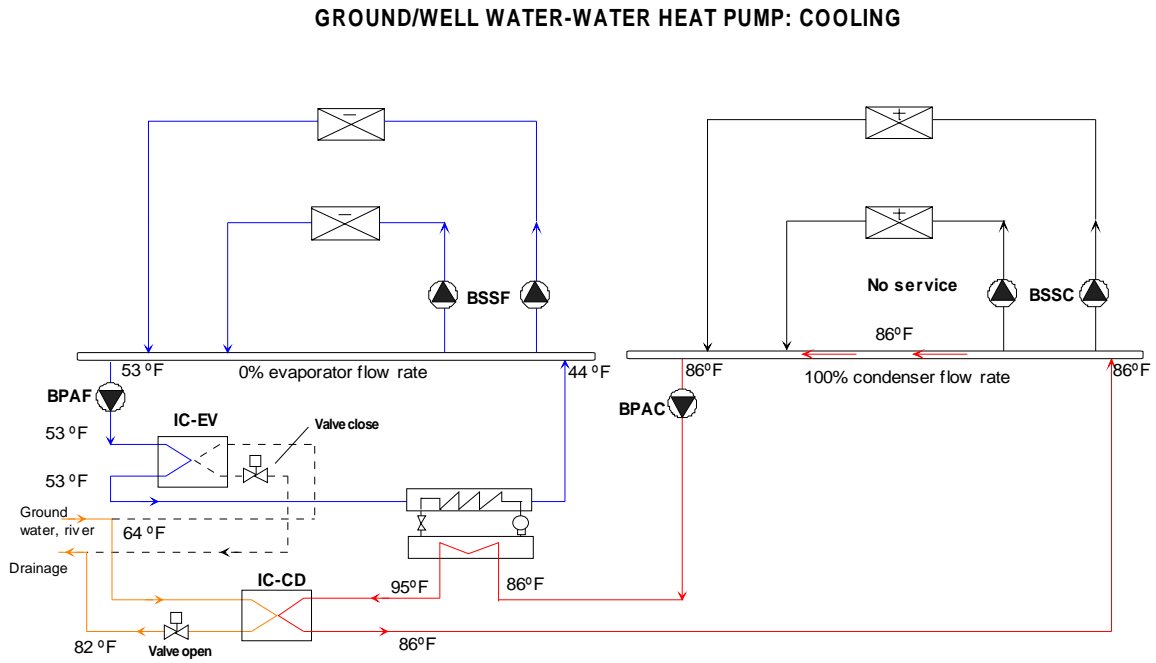 GROUND/WELL WATER-WATER HEAT PUMP: COOLING
−
+
−
+
BSSF
No service
BSSC
86ºF
53 ºF
0% evaporator flow rate
44 ºF
86ºF
100% condenser flow rate
86ºF
BPAF
BPAC
IC-EV
Valve close
53 ºF
53 ºF
Ground
water, river
64 ºF
Drainage
IC-CD
95ºF
86ºF
82 ºF
Valve open
86ºF